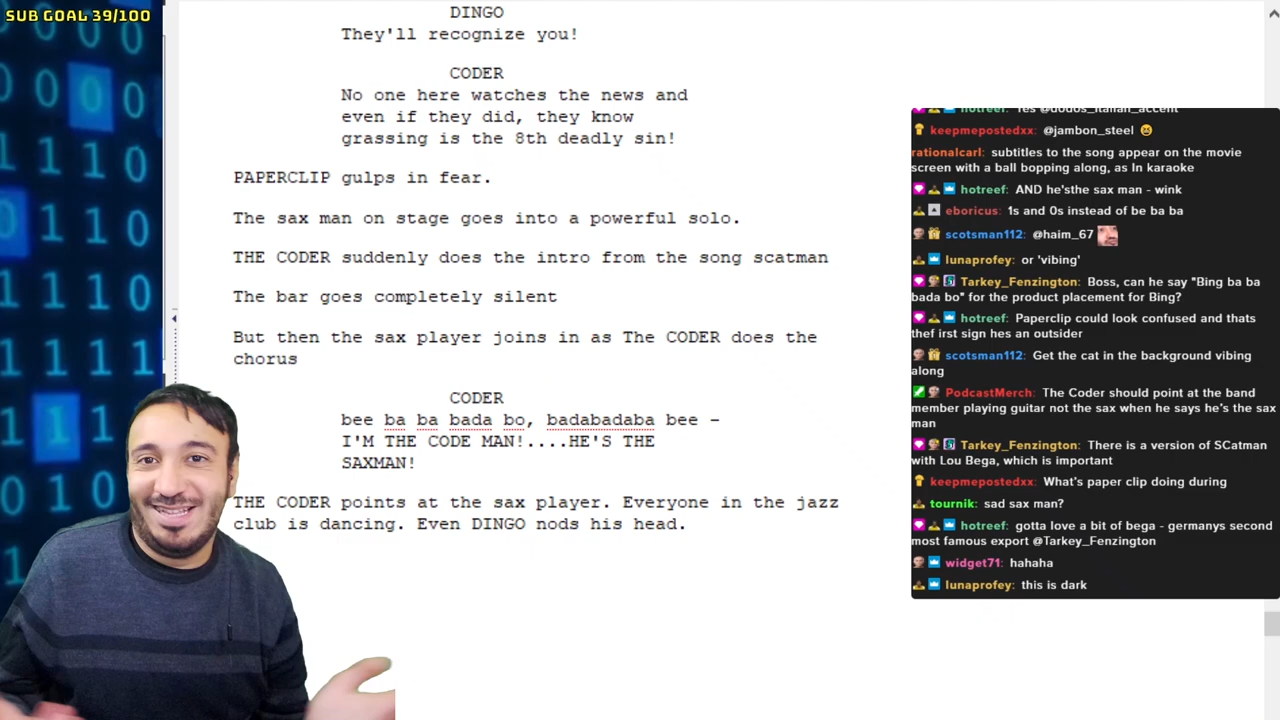 SUB GOAL 39/100
DINGO
They'll recognize you!
CODER
No one here watches the news and
even if they did, they know
grassing is the 8th deadly sin!
PAPERCLIP gulps in fear.
The sax man on stage goes into a powerful solo.
THE CODER suddenly does the intro from the song scatman
The bar goes completely silent
But then the sax player joins in as The CODER does the
chorus
CODER
bee ba ba bada bo, badabadaba bee –
I'M THE CODE MAN!....HE'S THE
SAXMAN!
THE CODER points at the sax player. Everyone in the jazz
club is dancing. Even DINGO nods his head.
hotreef: Yes @dodos_italian_accent
keepmepostedxx: @jambon_steel
rationalcarl: subtitles to the song appear on the movie
screen with a ball bopping along, as In karaoke
hotreef: AND he'sthe sax man - wink
eboricus: 1s and 0s instead of be ba ba
scotsman112: @haim_67
lunaprofey: or 'vibing'
Tarkey_Fenzington: Boss, can he say "Bing ba ba
bada bo" for the product placement for Bing?
hotreef: Paperclip could look confused and thats
thef irst sign hes an outsider
scotsman112: Get the cat in the background vibing
along
PodcastMerch: The Coder should point at the band
member playing guitar not the sax when he says he's the sax
man
Tarkey_Fenzington: There is a version of SCatman
with Lou Bega, which is important
keepmepostedxx: What's paper clip doing during
tournik: sad sax man?
hotreef: gotta love a bit of bega - germanys second
most famous export @Tarkey_Fenzington
widget71: hahaha
lunaprofey: this is dark